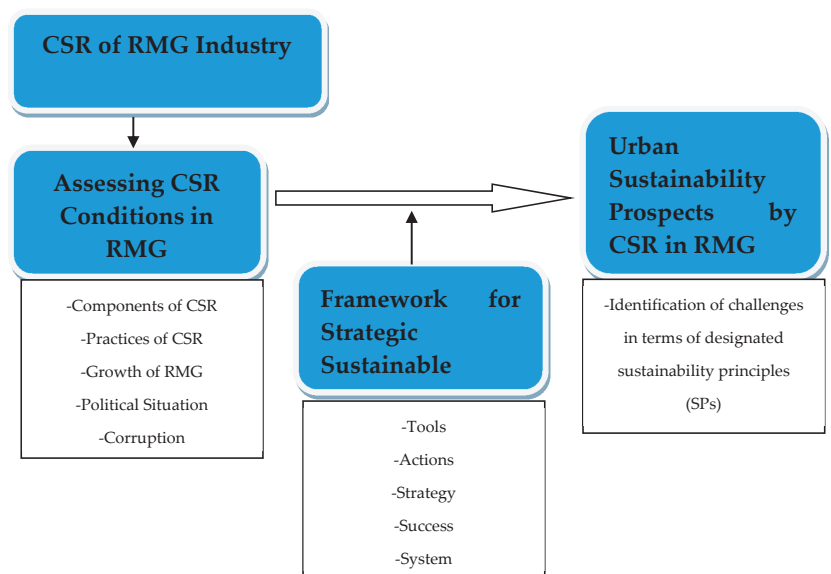 CSR of RMG Industry
Assessing CSR
Conditions in
RMG
-Components of CSR
-Practices of CSR
-Growth of RMG
-Political Situation
-Corruption
Framework for
Strategic
Sustainable
-Tools
-Actions
-Strategy
-Success
-System
Urban
Sustainability
Prospects by
CSR in RMG
-Identification of challenges
in terms of designated
sustainability principles
(SPs)